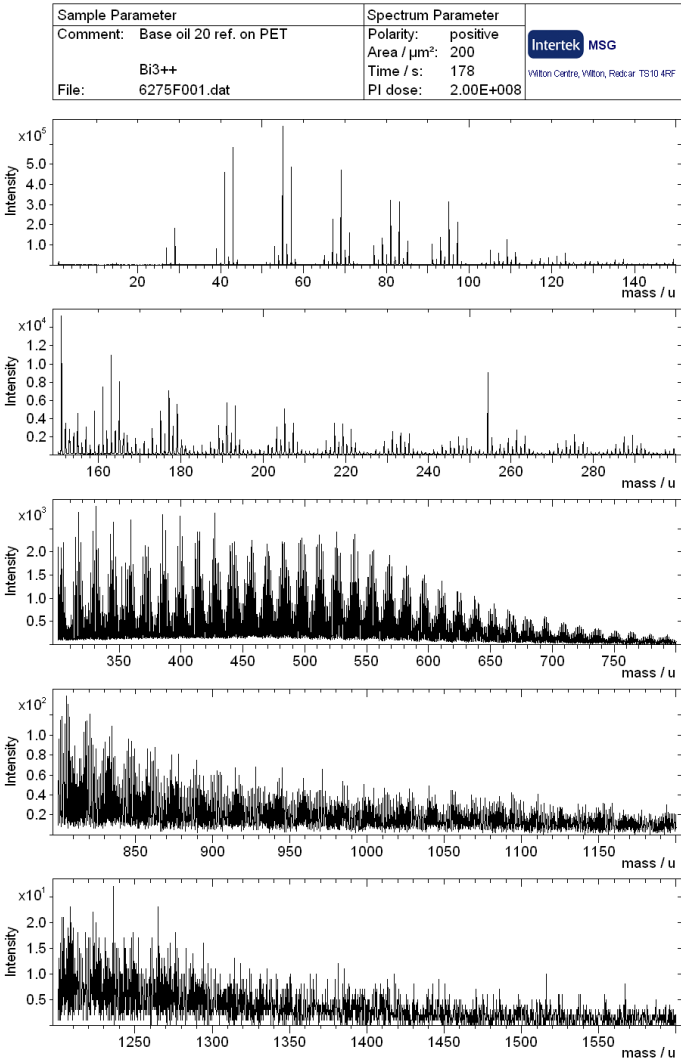 Sample Parameter
Comment: Base oil 20 ref. on PET
Bi3++
File: 6275F001.dat
Spectrum Parameter
Polarity: positive
Area / µm²: 200
Time / s: 178
PI dose: 2.00E+008
Intertek MSG
Wilton Centre, Wilton, Redcar TS10 4RF
x10⁵
Intensity
5.0
4.0
3.0
2.0
1.0
20 40 60 80 100 120 140
mass / u
x10⁴
Intensity
1.2
1.0
0.8
0.6
0.4
0.2
160 180 200 220 240 260 280
mass / u
x10³
Intensity
2.0
1.5
1.0
0.5
350 400 450 500 550 600 650 700 750
mass / u
x10²
Intensity
1.0
0.8
0.6
0.4
0.2
850 900 950 1000 1050 1100 1150
mass / u
x10¹
Intensity
2.0
1.5
1.0
0.5
1250 1300 1350 1400 1450 1500 1550
mass / u